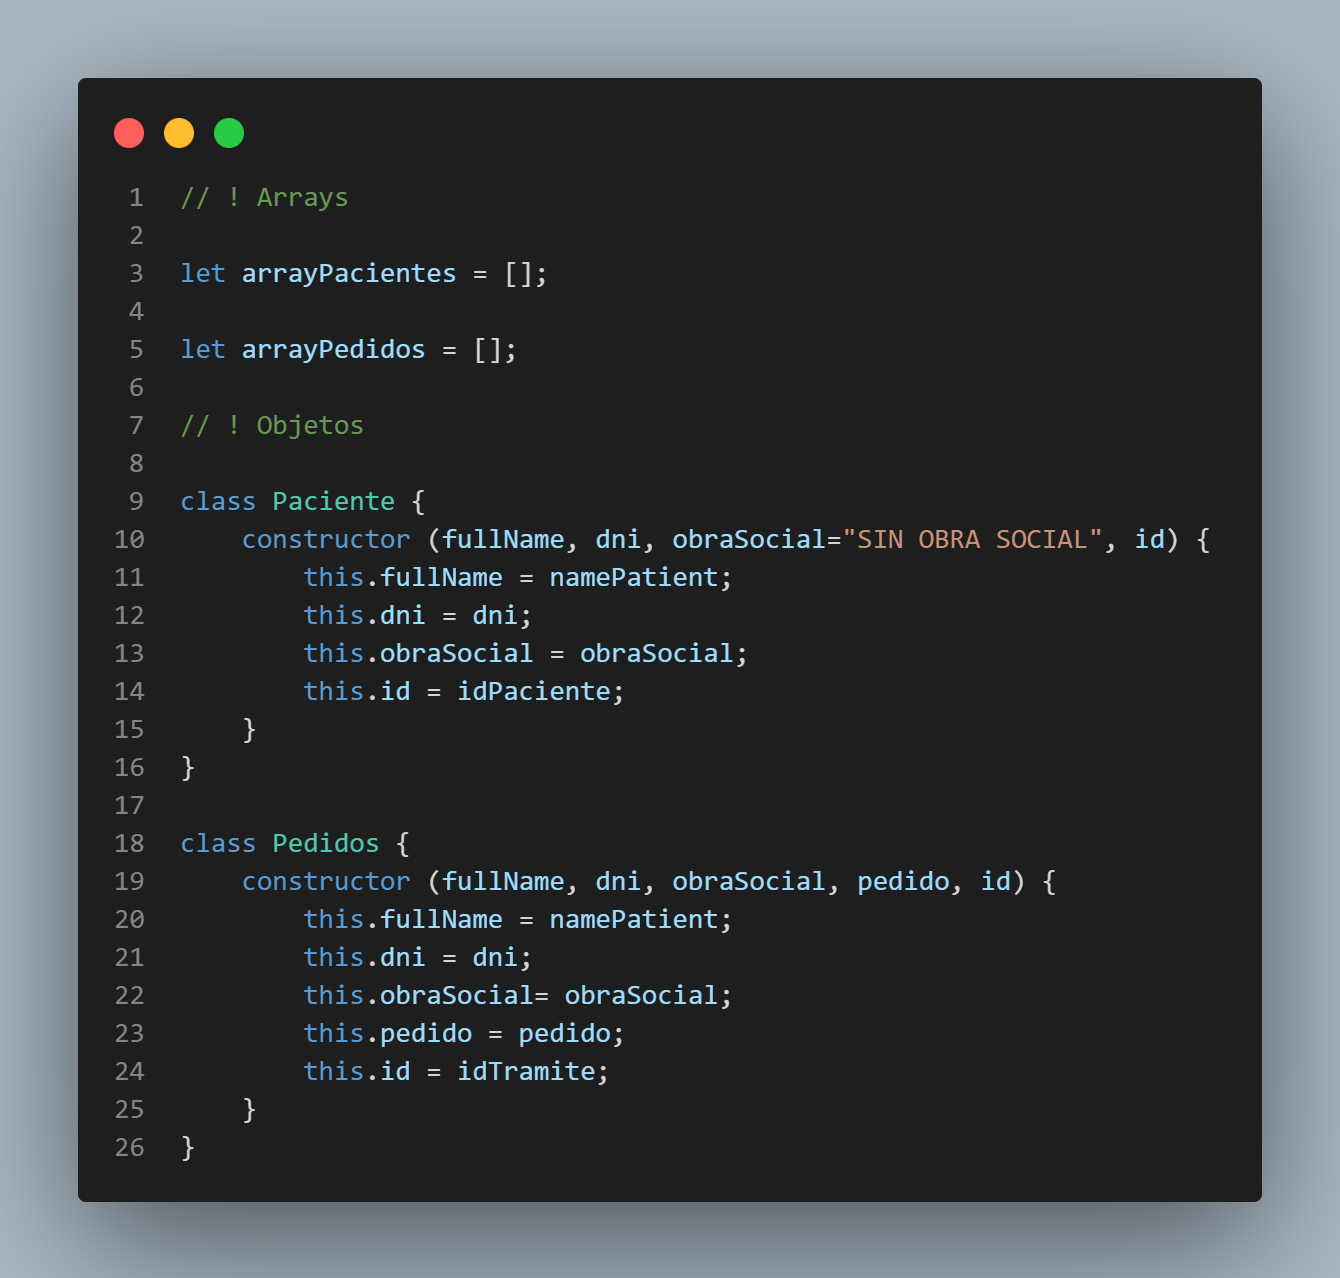 1 // ! Arrays
2
3 let arrayPacientes = [];
4
5 let arrayPedidos = [];
6
7 // ! Objetos
8
9 class Paciente {
10     constructor (fullName, dni, obraSocial="SIN OBRA SOCIAL", id) {
11         this.fullName = namePatient;
12         this.dni = dni;
13         this.obraSocial = obraSocial;
14         this.id = idPaciente;
15     }
16 }
17
18 class Pedidos {
19     constructor (fullName, dni, obraSocial, pedido, id) {
20         this.fullName = namePatient;
21         this.dni = dni;
22         this.obraSocial= obraSocial;
23         this.pedido = pedido;
24         this.id = idTramite;
25     }
26 }